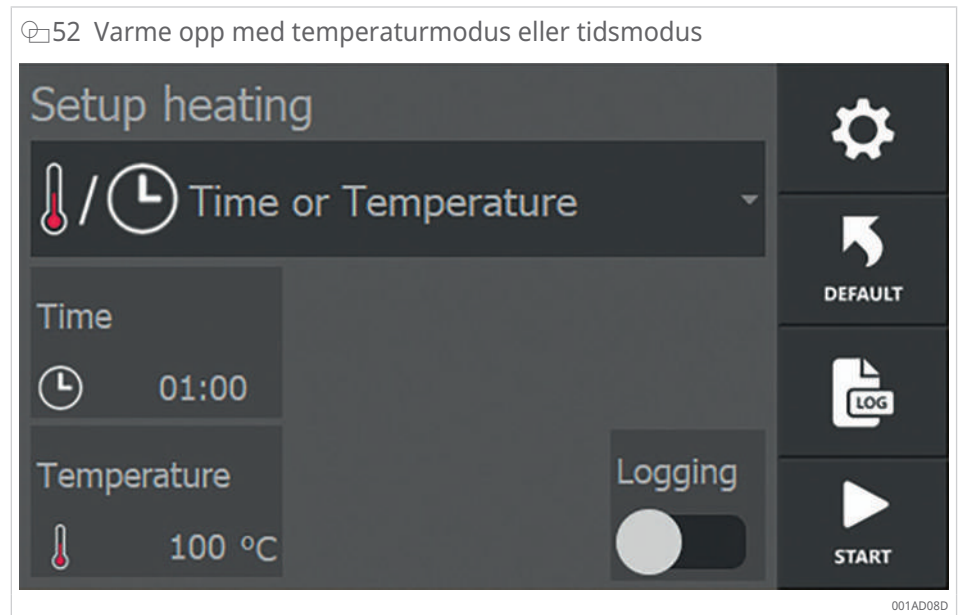 52 Varme opp med temperaturmodus eller tidsmodus
Setup heating
/ Time or Temperature
DEFAULT
Time
01:00
LOG
Temperature
100 °C
Logging
START
001AD08D